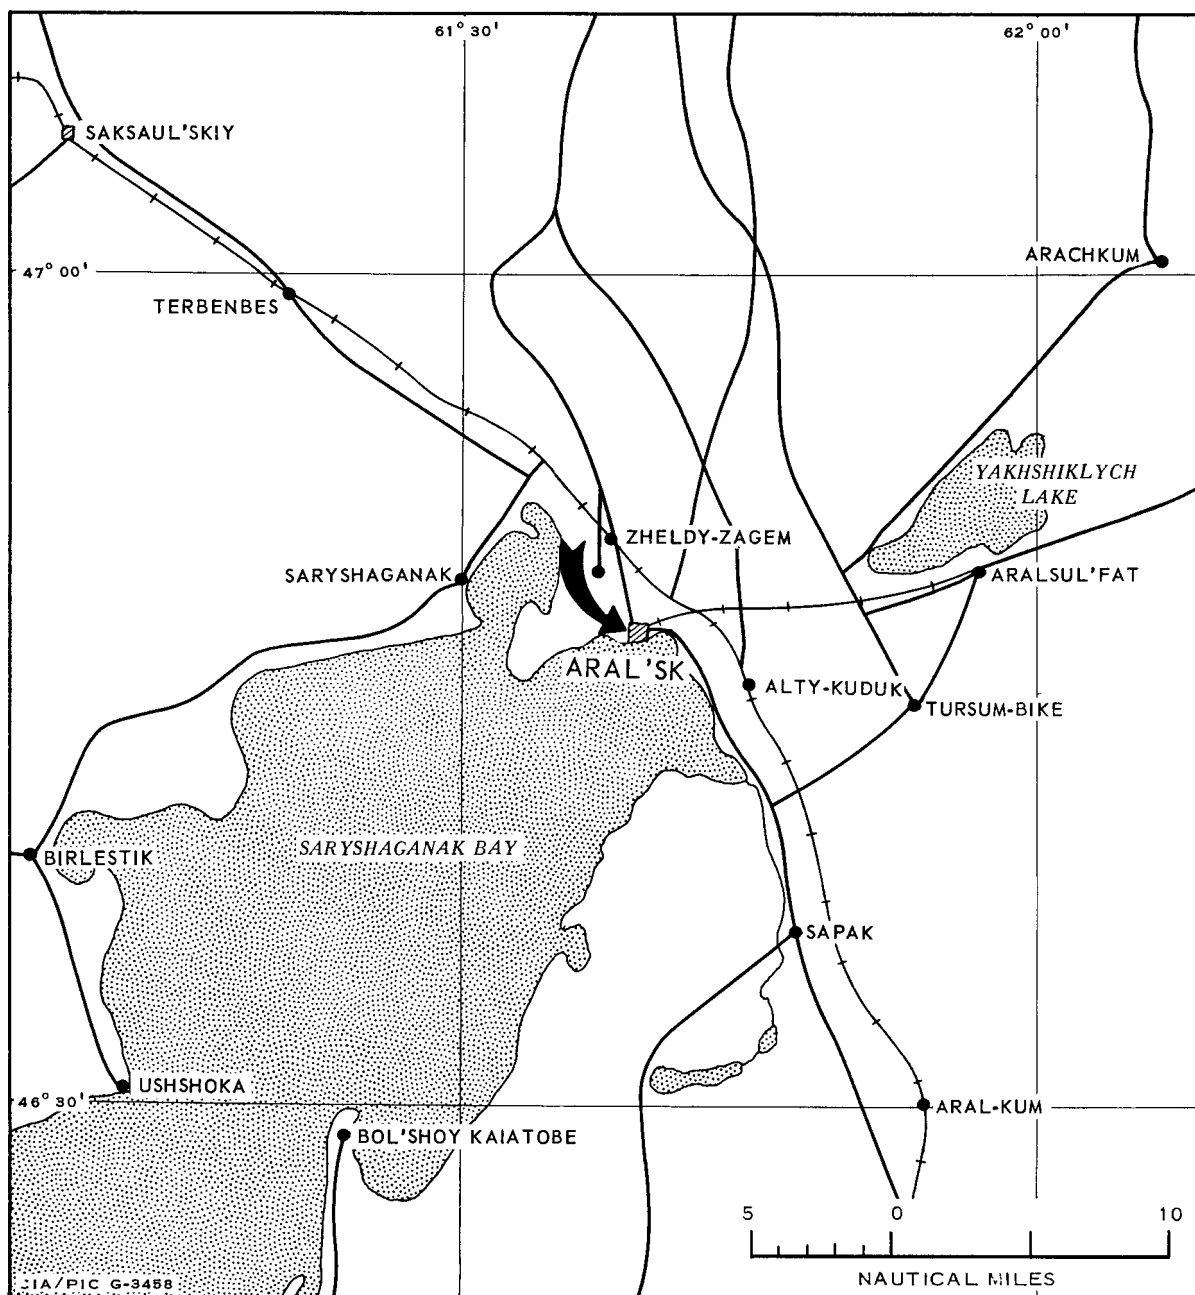 61° 30'
62° 00'
SAKSAUL'SKIY
ARACHKUM
47° 00'
TERBENBES
YAKHSHIKLYCH
LAKE
ZHELDY-ZAGEM
SARYSHAGANAK
ARALSUL'FAT
ARAL'SK
ALTY-KUDUK
TURSUM-BIKE
SARYSHAGANAK BAY
BIRLESTIK
SAPAK
USHSHOKA
46° 30'
ARAL-KUM
BOL'SHOY KAIATOBE
5 0 10
NAUTICAL MILES
CIA/PIC G-3458